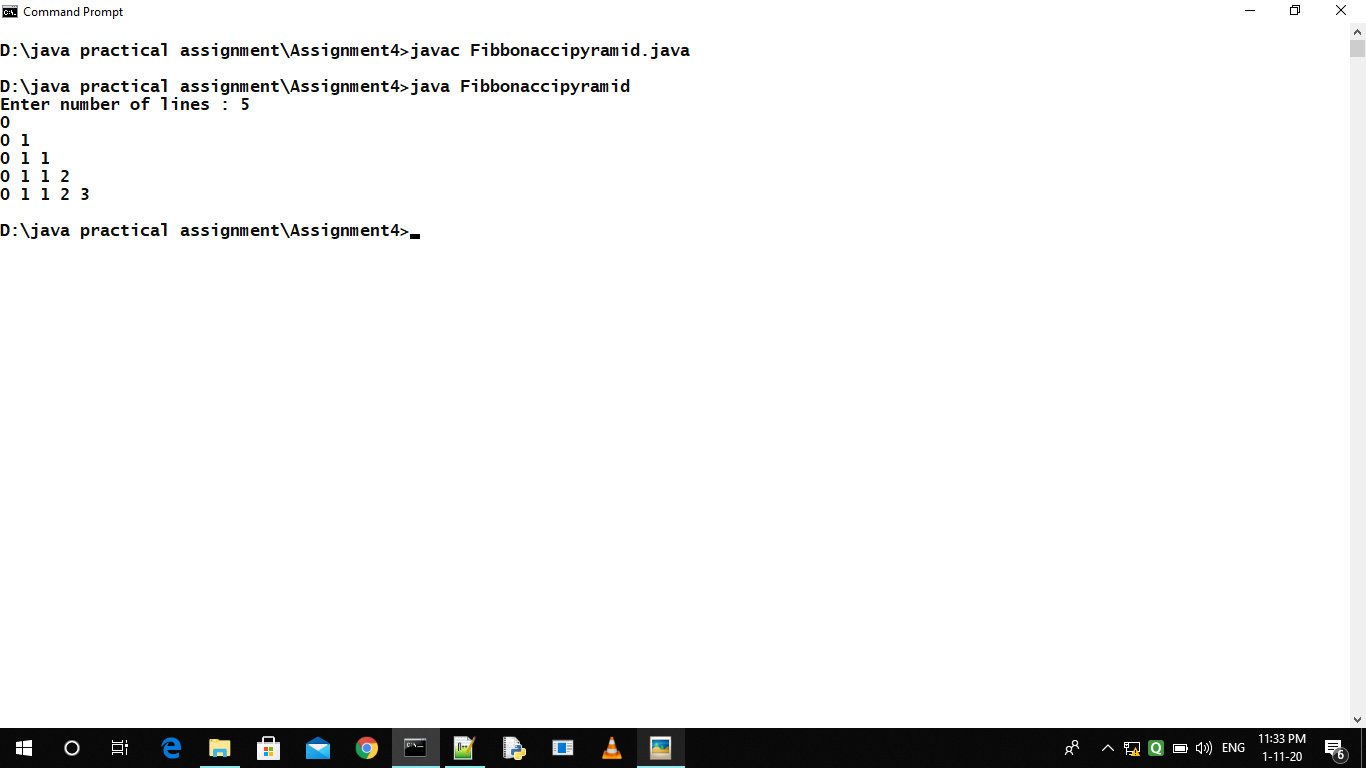 Command Prompt
D:\java practical assignment\Assignment4>javac Fibbonaccipyramid.java
D:\java practical assignment\Assignment4>java Fibbonaccipyramid
Enter number of lines : 5
0
0 1
0 1 1
0 1 1 2
0 1 1 2 3
D:\java practical assignment\Assignment4>
ENG
11:33 PM
1-11-20
6